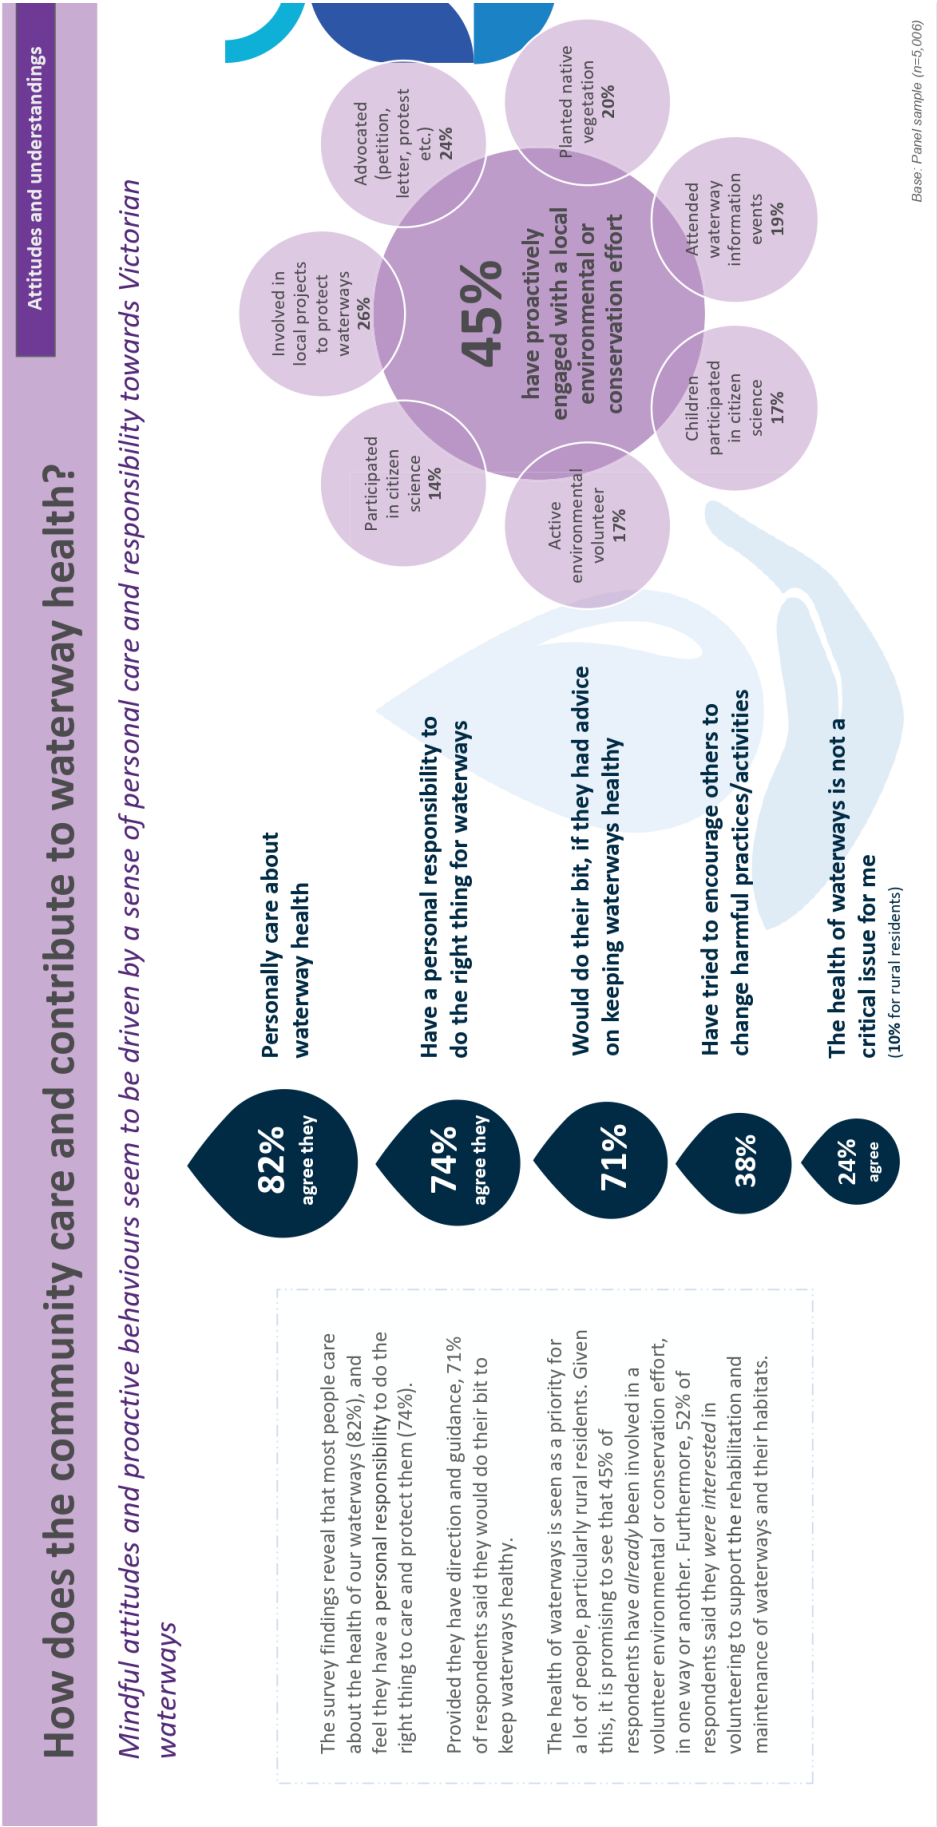 Attitudes and understandings
How does the community care and contribute to waterway health?
Mindful attitudes and proactive behaviours seem to be driven by a sense of personal care and responsibility towards Victorian
waterways
The survey findings reveal that most people care
about the health of our waterways (82%), and
feel they have a personal responsibility to do the
right thing to care and protect them (74%).
Provided they have direction and guidance, 71%
of respondents said they would do their bit to
keep waterways healthy.
The health of waterways is seen as a priority for
a lot of people, particularly rural residents. Given
this, it is promising to see that 45% of
respondents have already been involved in a
volunteer environmental or conservation effort,
in one way or another. Furthermore, 52% of
respondents said they were interested in
volunteering to support the rehabilitation and
maintenance of waterways and their habitats.
82%
agree they
Personally care about
waterway health
74%
agree they
Have a personal responsibility to
do the right thing for waterways
71%
Would do their bit, if they had advice
on keeping waterways healthy
38%
Have tried to encourage others to
change harmful practices/activities
24%
agree
The health of waterways is not a
critical issue for me
(10% for rural residents)
45%
have proactively
engaged with a local
environmental or
conservation effort
Involved in
local projects
to protect
waterways
26%
Advocated
(petition,
letter, protest
etc.)
24%
Planted native
vegetation
20%
Attended
waterway
information
events
19%
Children
participated
in citizen
science
17%
Active
environmental
volunteer
17%
Participated
in citizen
science
14%
Base: Panel sample (n=5,006)